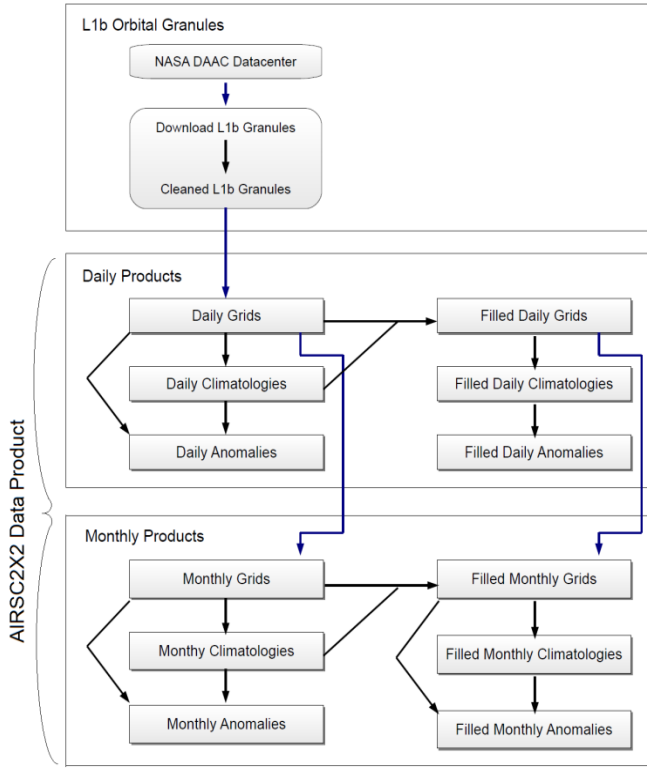 L1b Orbital Granules
NASA DAAC Datacenter
Download L1b Granules
Cleaned L1b Granules
AIRSC2X2 Data Product
Daily Products
Daily Grids
Filled Daily Grids
Daily Climatologies
Filled Daily Climatologies
Daily Anomalies
Filled Daily Anomalies
Monthly Products
Monthly Grids
Filled Monthly Grids
Monthy Climatologies
Filled Monthly Climatologies
Monthly Anomalies
Filled Monthly Anomalies